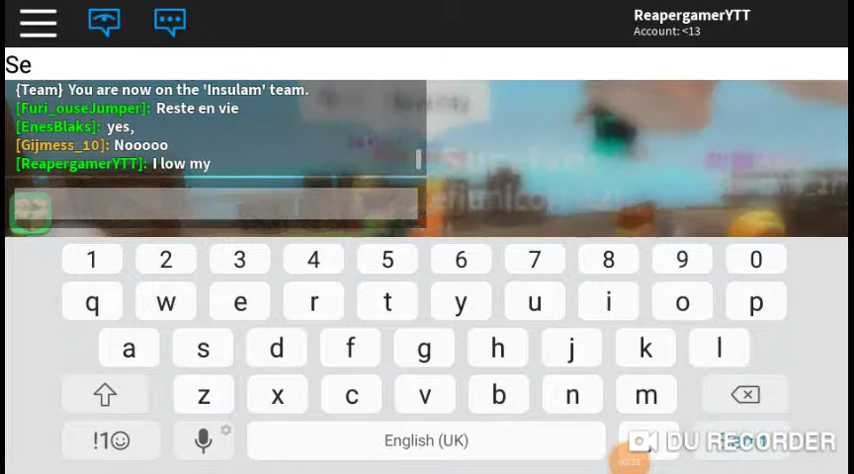 ReapergamerYTT
Account: <13
Se
{Team} You are now on the 'Insulam' team.
[Furi_ouseJumper]: Reste en vie
[EnesBlaks]: yes,
[Gijmess_10]: Nooooo
[ReapergamerYTT]: I low my
1 2 3 4 5 6 7 8 9 0
q w e r t y u i o p
a s d f g h j k l
z x c v b n m
!1☺ English (UK)
DU RECORDER